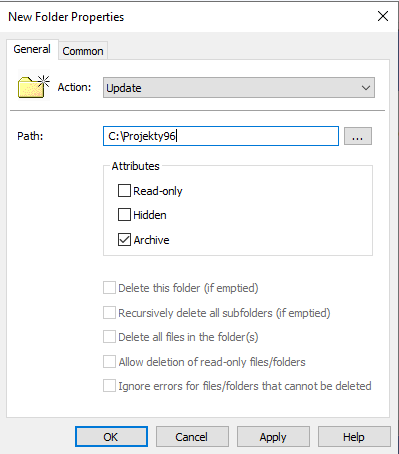 New Folder Properties
General
Common
Action:
Update
Path:
C:\Projekty96
...
Attributes
Read-only
Hidden
Archive
Delete this folder (if emptied)
Recursively delete all subfolders (if emptied)
Delete all files in the folder(s)
Allow deletion of read-only files/folders
Ignore errors for files/folders that cannot be deleted
OK
Cancel
Apply
Help